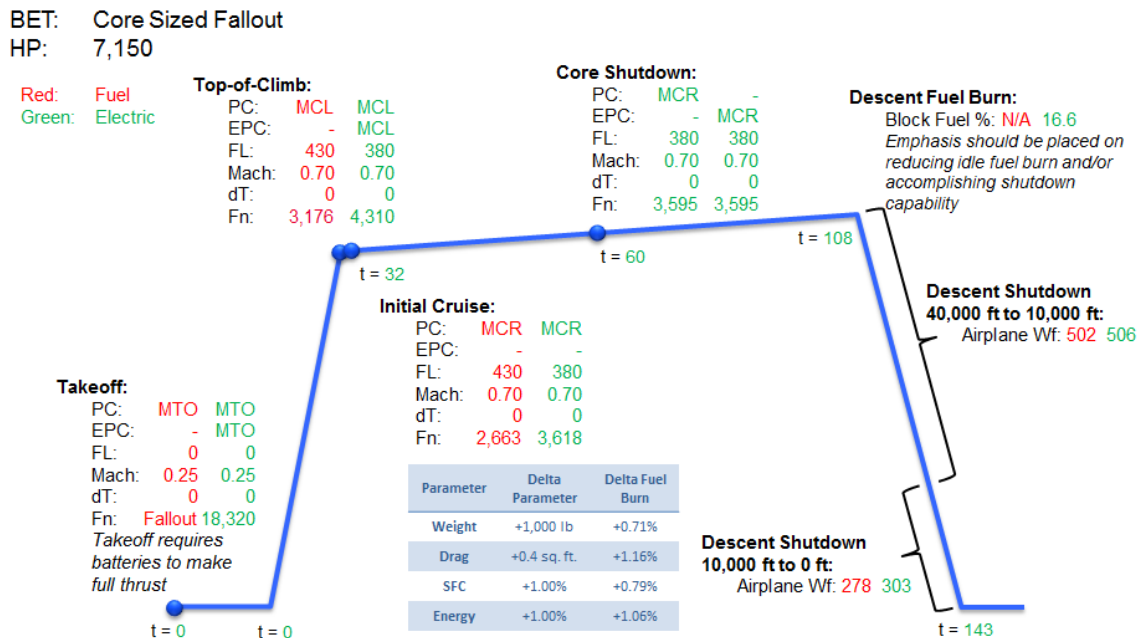 BET: Core Sized Fallout
HP: 7,150
Red: Fuel
Green: Electric
Top-of-Climb:
PC: MCL MCL
EPC: - MCL
FL: 430 380
Mach: 0.70 0.70
dT: 0 0
Fn: 3,176 4,310
Core Shutdown:
PC: MCR -
EPC: - MCR
FL: 380 380
Mach: 0.70 0.70
dT: 0 0
Fn: 3,595 3,595
Descent Fuel Burn:
Block Fuel %: N/A 16.6
Emphasis should be placed on
reducing idle fuel burn and/or
accomplishing shutdown
capability
t = 32
t = 60
t = 108
Initial Cruise:
PC: MCR MCR
EPC: - -
FL: 430 380
Mach: 0.70 0.70
dT: 0 0
Fn: 2,663 3,618
Descent Shutdown
40,000 ft to 10,000 ft:
Airplane Wf: 502 506
Takeoff:
PC: MTO MTO
EPC: - MTO
FL: 0 0
Mach: 0.25 0.25
dT: 0 0
Fn: Fallout 18,320
Takeoff requires
batteries to make
full thrust
Parameter Delta Parameter Delta Fuel Burn
Weight +1,000 lb +0.71%
Drag +0.4 sq. ft. +1.16%
SFC +1.00% +0.79%
Energy +1.00% +1.06%
Descent Shutdown
10,000 ft to 0 ft:
Airplane Wf: 278 303
t = 0
t = 0
t = 143